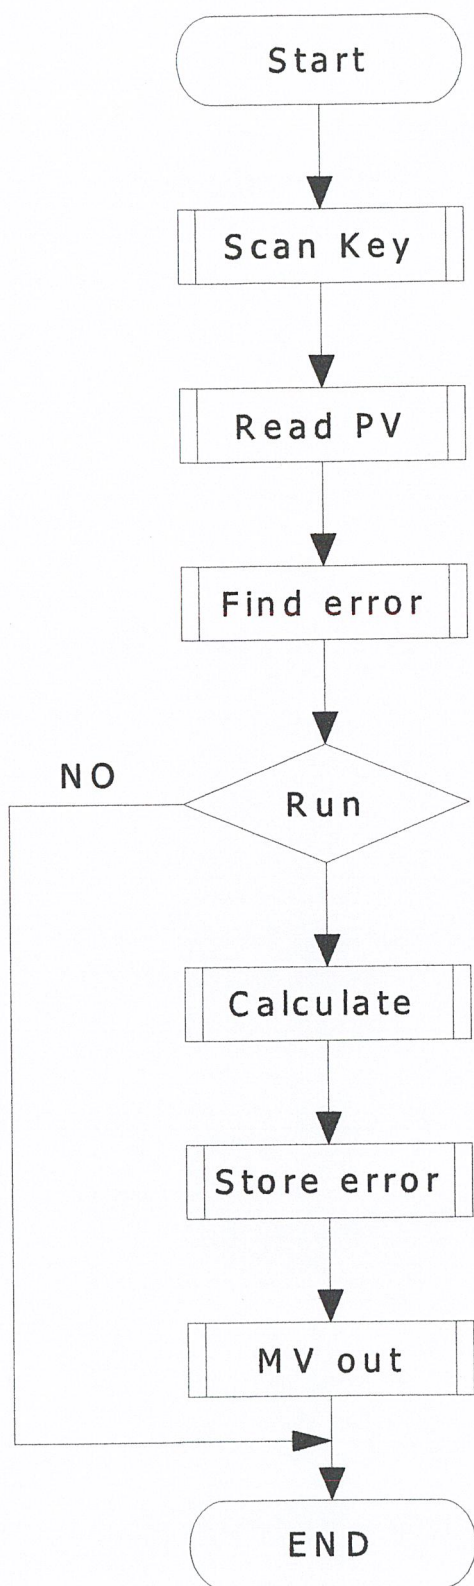 Start
Scan Key
Read PV
Find error
NO
Run
Calculate
Store error
MV out
END